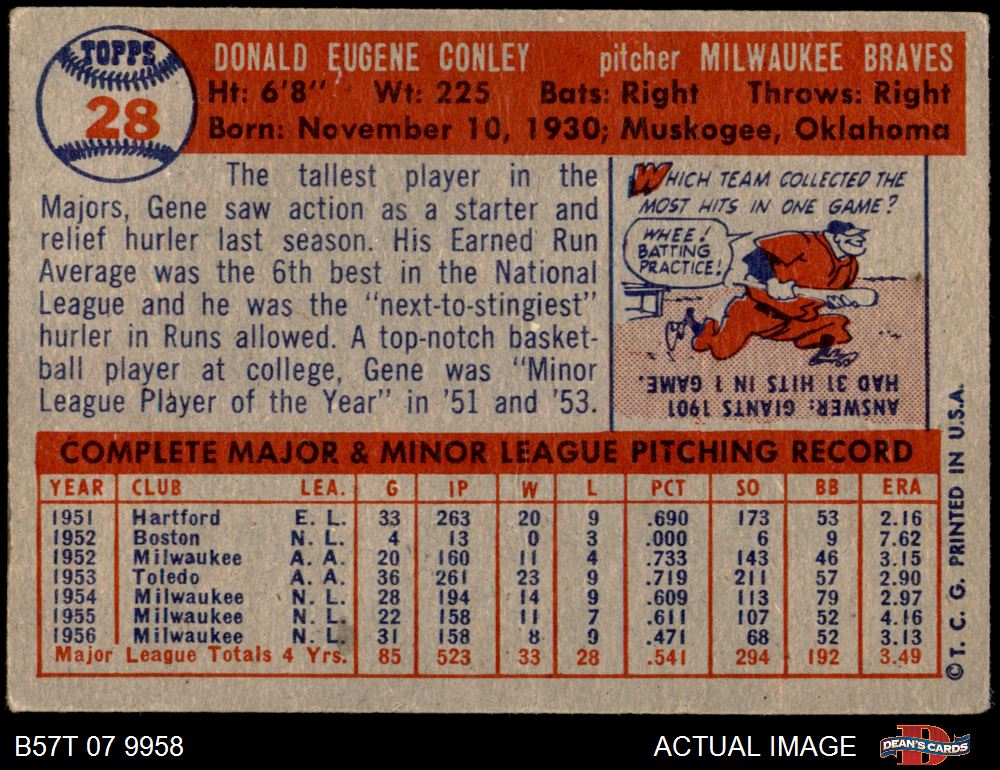 TOPPS
28
DONALD EUGENE CONLEY pitcher MILWAUKEE BRAVES
Ht: 6'8" Wt: 225 Bats: Right Throws: Right
Born: November 10, 1930; Muskogee, Oklahoma
The tallest player in the
Majors, Gene saw action as a starter and
relief hurler last season. His Earned Run
Average was the 6th best in the National
League and he was the "next-to-stingiest"
hurler in Runs allowed. A top-notch basket-
ball player at college, Gene was "Minor
League Player of the Year" in '51 and '53.
WHICH TEAM COLLECTED THE
MOST HITS IN ONE GAME?
WHEE!
BATTING
PRACTICE!
ANSWER: GIANTS 1901
HAD 31 HITS IN 1 GAME.
COMPLETE MAJOR & MINOR LEAGUE PITCHING RECORD
YEAR CLUB LEA. G IP W L PCT SO BB ERA
1951 Hartford E. L. 33 263 20 9 .690 173 53 2.16
1952 Boston N. L. 4 13 0 3 .000 6 9 7.62
1952 Milwaukee A. A. 20 160 11 4 .733 143 46 3.15
1953 Toledo A. A. 36 261 23 9 .719 211 57 2.90
1954 Milwaukee N. L. 28 194 14 9 .609 113 79 2.97
1955 Milwaukee N. L. 22 158 11 7 .611 107 52 4.16
1956 Milwaukee N. L. 31 158 8 9 .471 68 52 3.13
Major League Totals 4 Yrs. 85 523 33 28 .541 294 192 3.49
© T. C. G. PRINTED IN U.S.A.
B57T 07 9958
ACTUAL IMAGE
D
DEAN'S CARDS